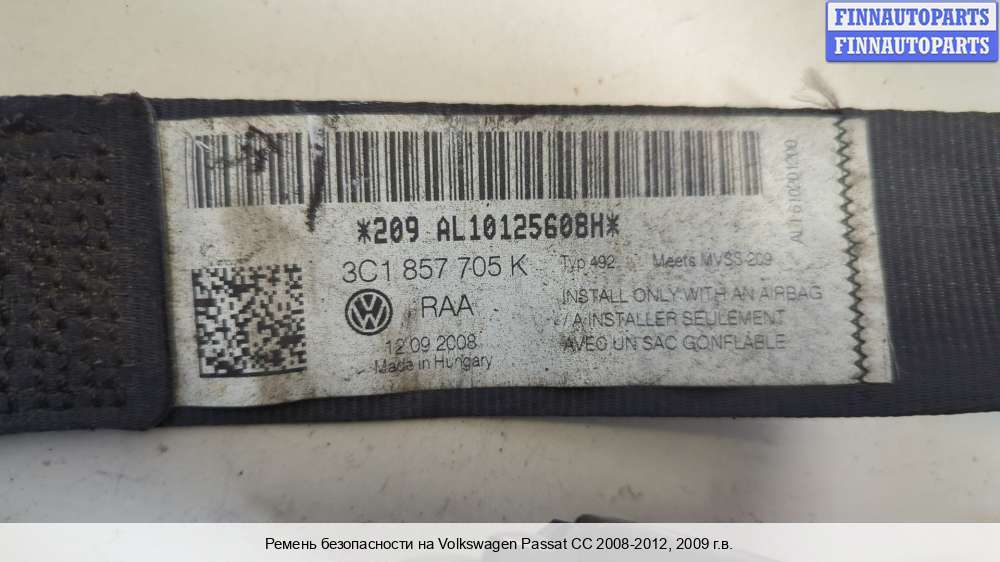 FINNAUTOPARTS
FINNAUTOPARTS
*209 AL10125608H*
3C1 857 705 K
Typ 492
Meets MVSS 209
RAA
INSTALL ONLY WITH AN AIRBAG
/ A INSTALLER SEULEMENT
AVEC UN SAC GONFLABLE
12 09 2008
Made in Hungary
Ремень безопасности на Volkswagen Passat CC 2008-2012, 2009 г.в.